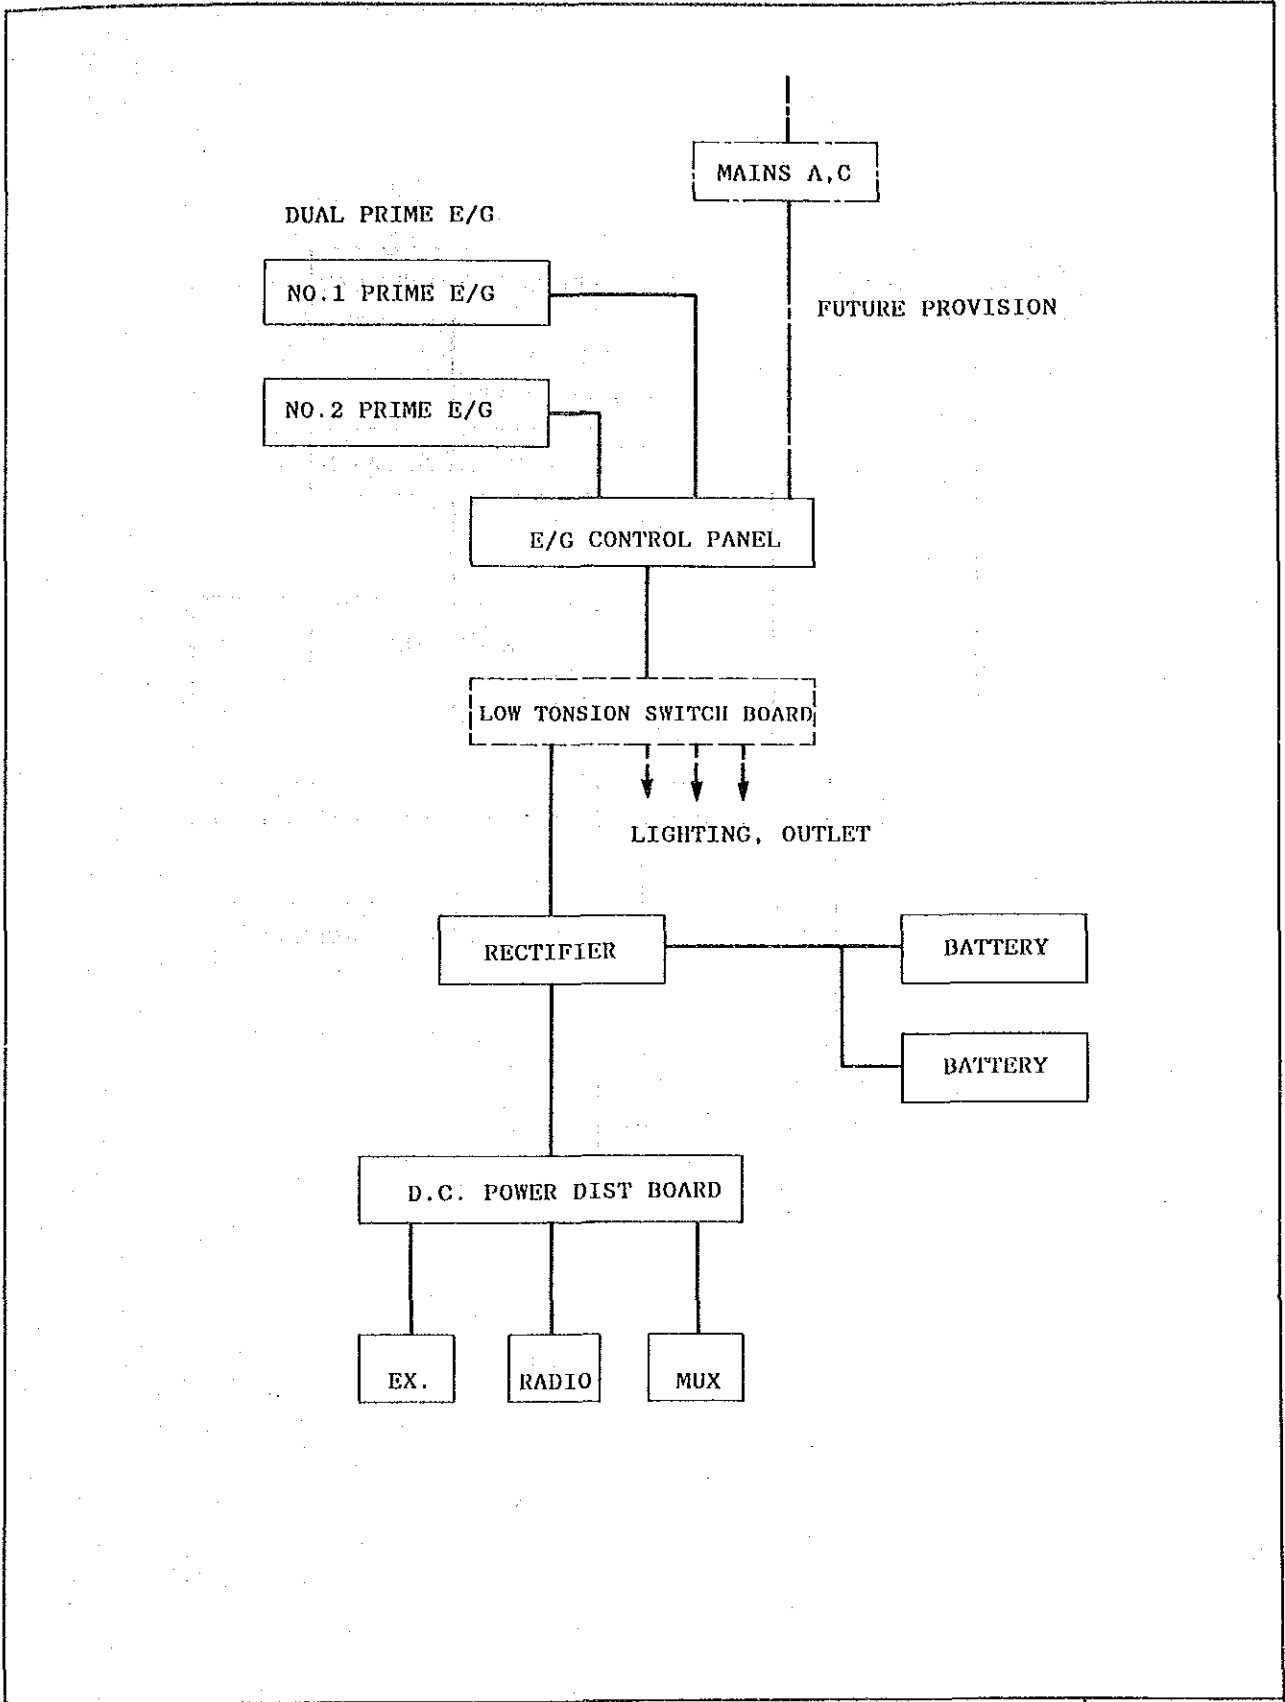 MAINS A,C
DUAL PRIME E/G
NO.1 PRIME E/G
FUTURE PROVISION
NO.2 PRIME E/G
E/G CONTROL PANEL
LOW TONSION SWITCH BOARD
LIGHTING, OUTLET
RECTIFIER
BATTERY
BATTERY
D.C. POWER DIST BOARD
EX.
RADIO
MUX